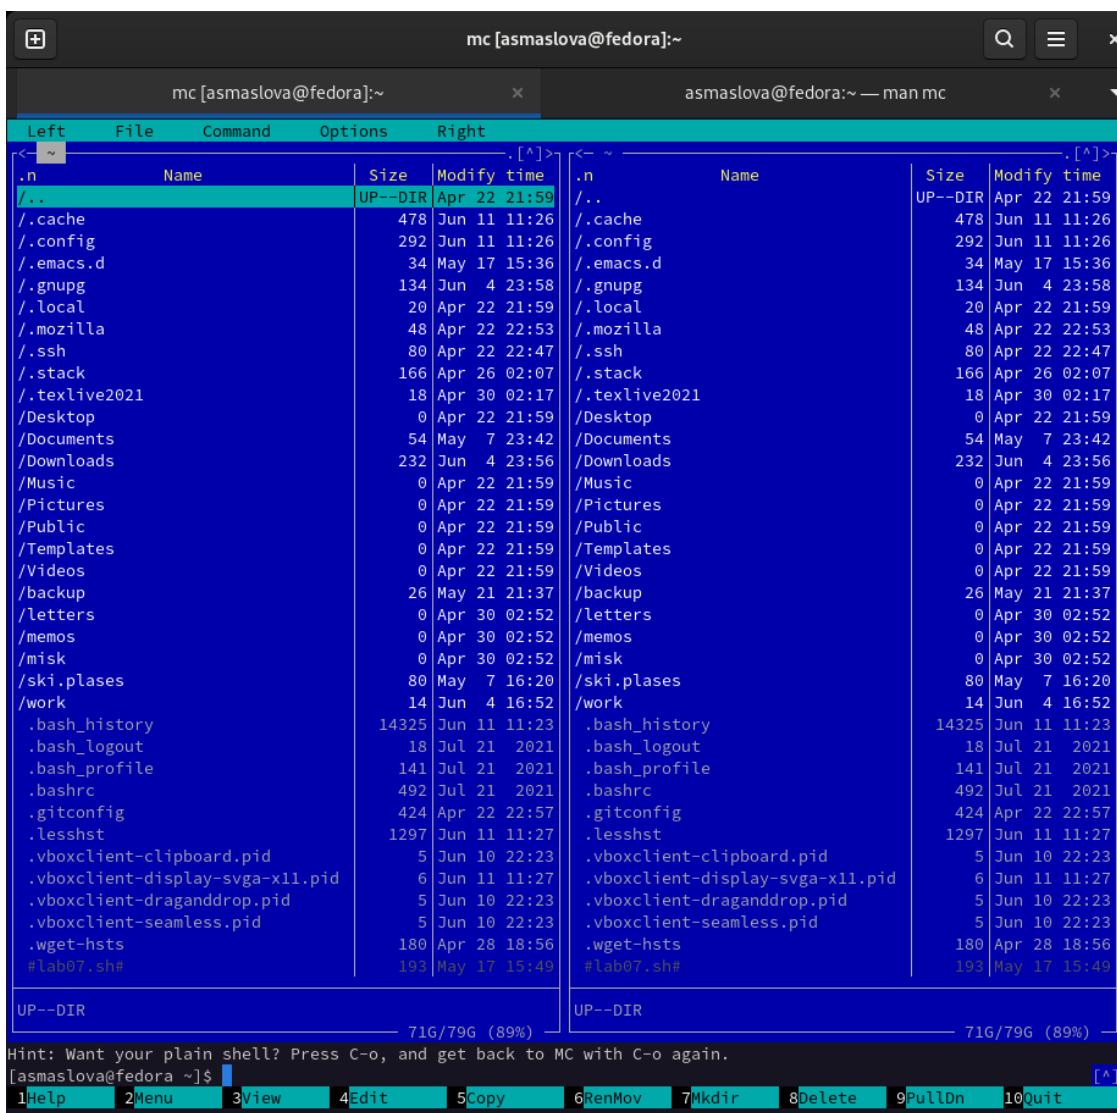 mc [asmaslova@fedora]:~
mc [asmaslova@fedora]:~ × asmaslova@fedora:~ — man mc ×
Left File Command Options Right
<— ~ .[^]> <— ~ .[^]>
.n Name Size Modify time .n Name Size Modify time
/.. UP--DIR Apr 22 21:59 /.. UP--DIR Apr 22 21:59
/.cache 478 Jun 11 11:26 /.cache 478 Jun 11 11:26
/.config 292 Jun 11 11:26 /.config 292 Jun 11 11:26
/.emacs.d 34 May 17 15:36 /.emacs.d 34 May 17 15:36
/.gnupg 134 Jun 4 23:58 /.gnupg 134 Jun 4 23:58
/.local 20 Apr 22 21:59 /.local 20 Apr 22 21:59
/.mozilla 48 Apr 22 22:53 /.mozilla 48 Apr 22 22:53
/.ssh 80 Apr 22 22:47 /.ssh 80 Apr 22 22:47
/.stack 166 Apr 26 02:07 /.stack 166 Apr 26 02:07
/.texlive2021 18 Apr 30 02:17 /.texlive2021 18 Apr 30 02:17
/Desktop 0 Apr 22 21:59 /Desktop 0 Apr 22 21:59
/Documents 54 May 7 23:42 /Documents 54 May 7 23:42
/Downloads 232 Jun 4 23:56 /Downloads 232 Jun 4 23:56
/Music 0 Apr 22 21:59 /Music 0 Apr 22 21:59
/Pictures 0 Apr 22 21:59 /Pictures 0 Apr 22 21:59
/Public 0 Apr 22 21:59 /Public 0 Apr 22 21:59
/Templates 0 Apr 22 21:59 /Templates 0 Apr 22 21:59
/Videos 0 Apr 22 21:59 /Videos 0 Apr 22 21:59
/backup 26 May 21 21:37 /backup 26 May 21 21:37
/letters 0 Apr 30 02:52 /letters 0 Apr 30 02:52
/memos 0 Apr 30 02:52 /memos 0 Apr 30 02:52
/misk 0 Apr 30 02:52 /misk 0 Apr 30 02:52
/ski.plases 80 May 7 16:20 /ski.plases 80 May 7 16:20
/work 14 Jun 4 16:52 /work 14 Jun 4 16:52
.bash_history 14325 Jun 11 11:23 .bash_history 14325 Jun 11 11:23
.bash_logout 18 Jul 21 2021 .bash_logout 18 Jul 21 2021
.bash_profile 141 Jul 21 2021 .bash_profile 141 Jul 21 2021
.bashrc 492 Jul 21 2021 .bashrc 492 Jul 21 2021
.gitconfig 424 Apr 22 22:57 .gitconfig 424 Apr 22 22:57
.lesshst 1297 Jun 11 11:27 .lesshst 1297 Jun 11 11:27
.vboxclient-clipboard.pid 5 Jun 10 22:23 .vboxclient-clipboard.pid 5 Jun 10 22:23
.vboxclient-display-svga-x11.pid 6 Jun 11 11:27 .vboxclient-display-svga-x11.pid 6 Jun 11 11:27
.vboxclient-draganddrop.pid 5 Jun 10 22:23 .vboxclient-draganddrop.pid 5 Jun 10 22:23
.vboxclient-seamless.pid 5 Jun 10 22:23 .vboxclient-seamless.pid 5 Jun 10 22:23
.wget-hsts 180 Apr 28 18:56 .wget-hsts 180 Apr 28 18:56
#lab07.sh# 193 May 17 15:49 #lab07.sh# 193 May 17 15:49
UP--DIR UP--DIR
71G/79G (89%) 71G/79G (89%)
Hint: Want your plain shell? Press C-o, and get back to MC with C-o again.
[asmaslova@fedora ~]$ [^]
1Help 2Menu 3View 4Edit 5Copy 6RenMov 7Mkdir 8Delete 9PullDn 10Quit